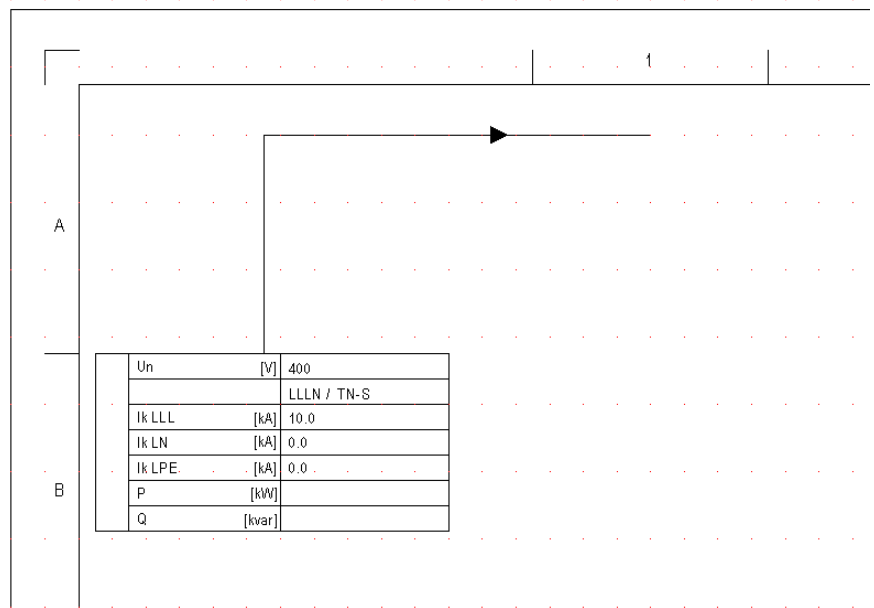 1
A
Un [V] 400
LLLN / TN-S
Ik LLL [kA] 10.0
Ik LN [kA] 0.0
Ik LPE [kA] 0.0
B
P [kW]
Q [kvar]